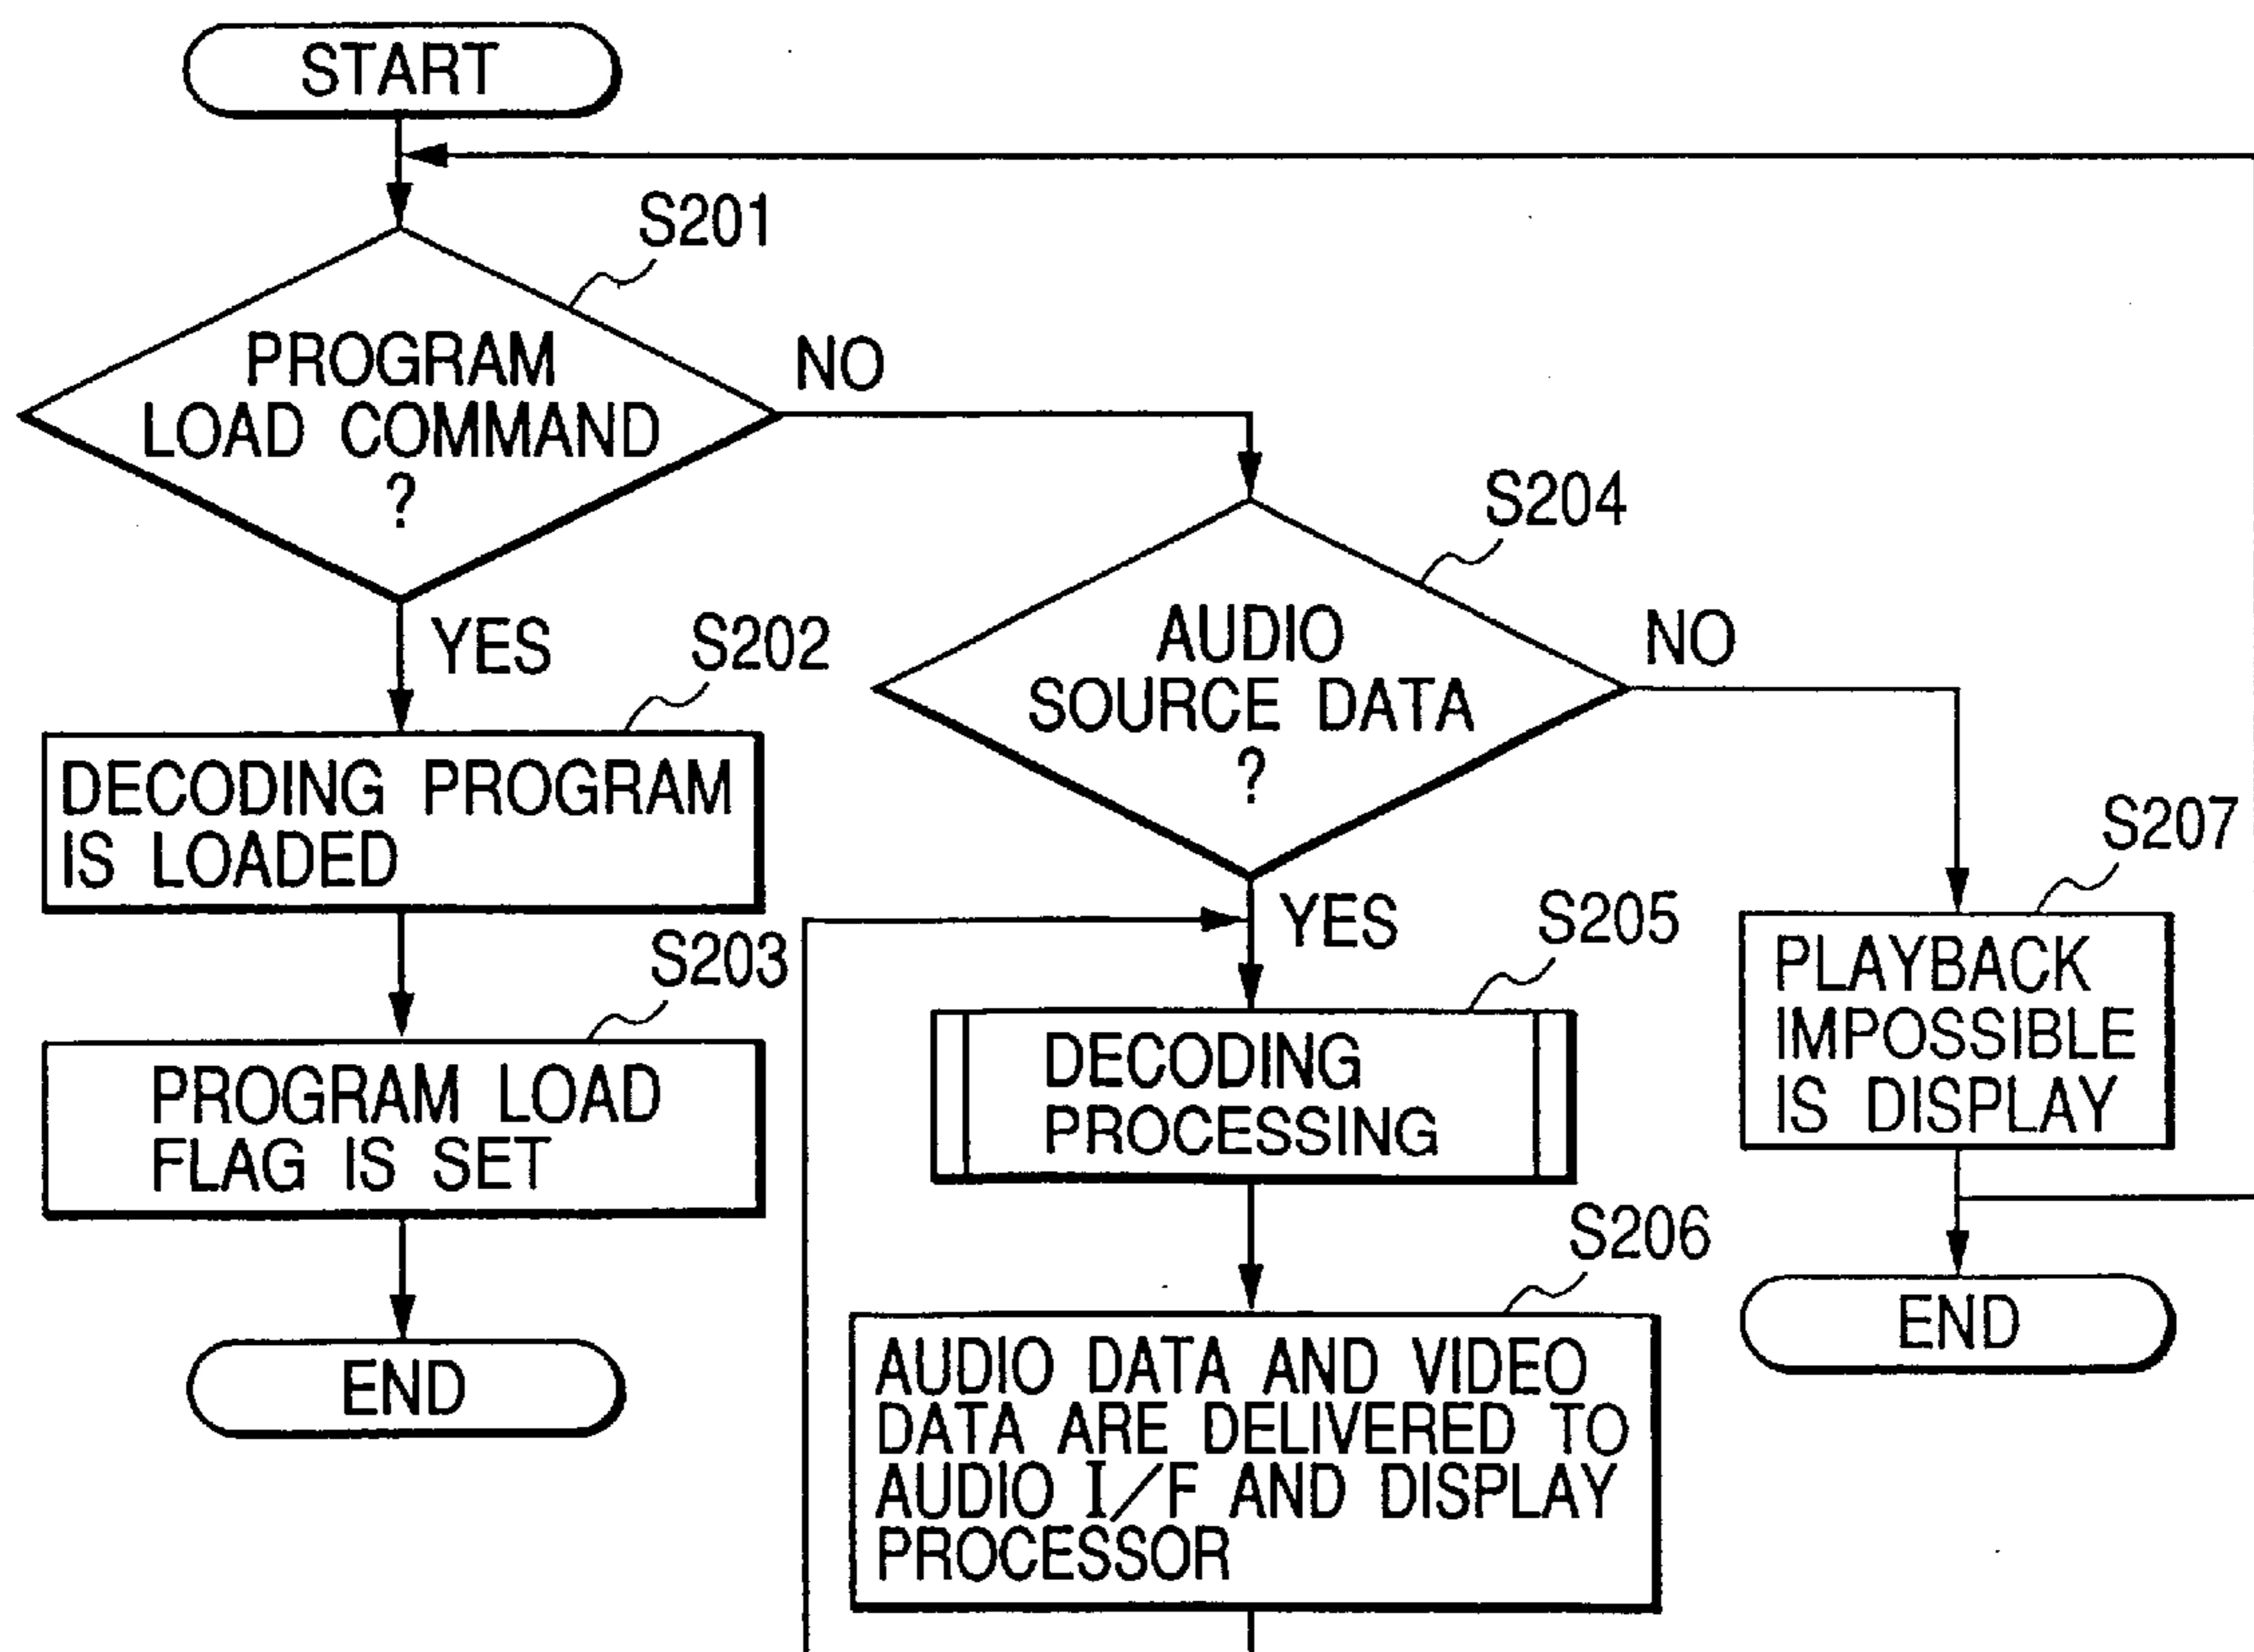 START
S201
PROGRAM
LOAD COMMAND
?
NO
YES
S202
DECODING PROGRAM
IS LOADED
S203
PROGRAM LOAD
FLAG IS SET
END
S204
AUDIO
SOURCE DATA
?
NO
YES
S205
DECODING
PROCESSING
S206
AUDIO DATA AND VIDEO
DATA ARE DELIVERED TO
AUDIO I/F AND DISPLAY
PROCESSOR
S207
PLAYBACK
IMPOSSIBLE
IS DISPLAY
END